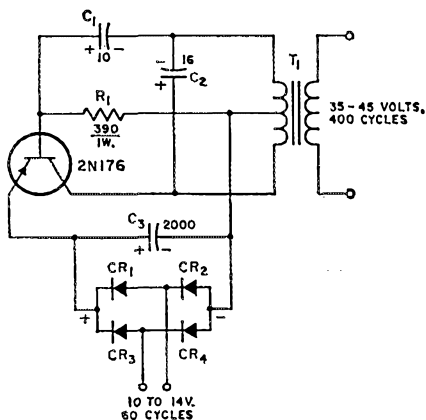 C1
+ 10 -
- 16
+ C2
T1
R1
390
1W.
2N176
35-45 VOLTS,
400 CYCLES
C3 2000
+ -
CR1 CR2
+ -
CR3 CR4
10 TO 14V.
60 CYCLES